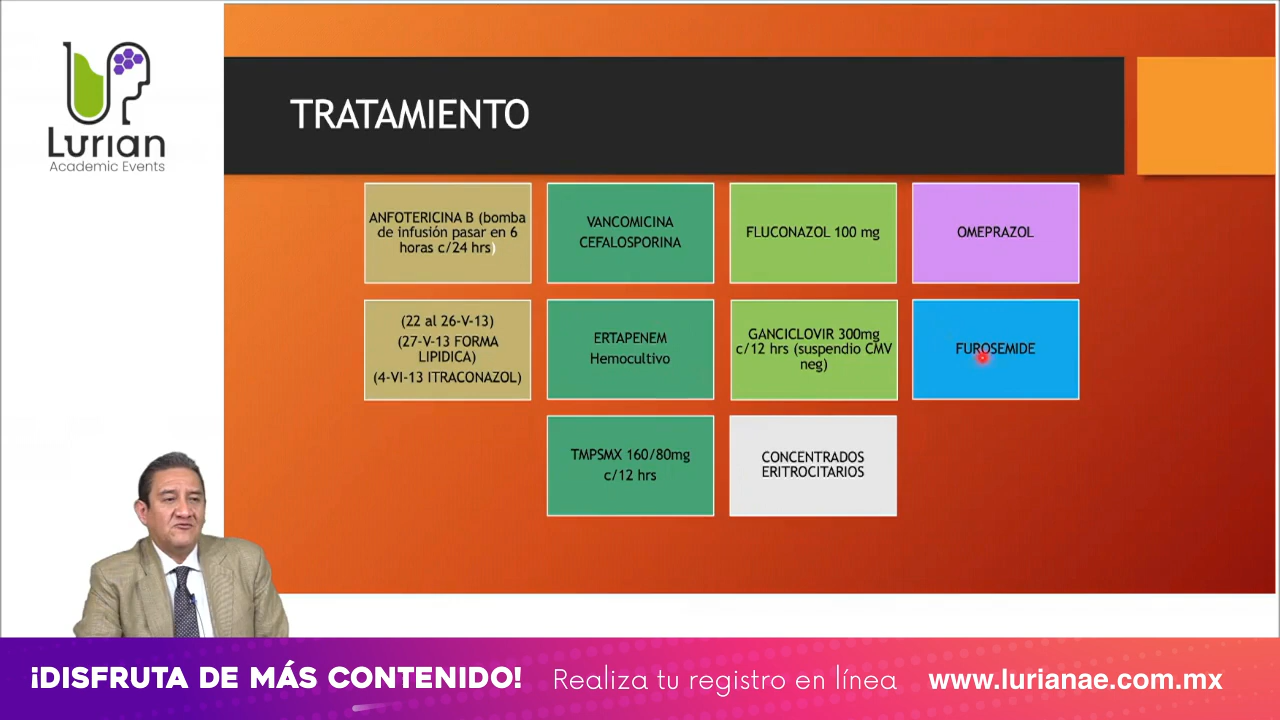 Lurian
Academic Events
TRATAMIENTO
ANFOTERICINA B (bomba
de infusión pasar en 6
horas c/24 hrs)
VANCOMICINA
CEFALOSPORINA
FLUCONAZOL 100 mg
OMEPRAZOL
(22 al 26-V-13)
(27-V-13 FORMA
LIPIDICA)
(4-VI-13 ITRACONAZOL)
ERTAPENEM
Hemocultivo
GANCICLOVIR 300mg
c/12 hrs (suspendio CMV
neg)
FUROSEMIDE
TMPSMX 160/80mg
c/12 hrs
CONCENTRADOS
ERITROCITARIOS
¡DISFRUTA DE MÁS CONTENIDO!
Realiza tu registro en línea
www.lurianae.com.mx